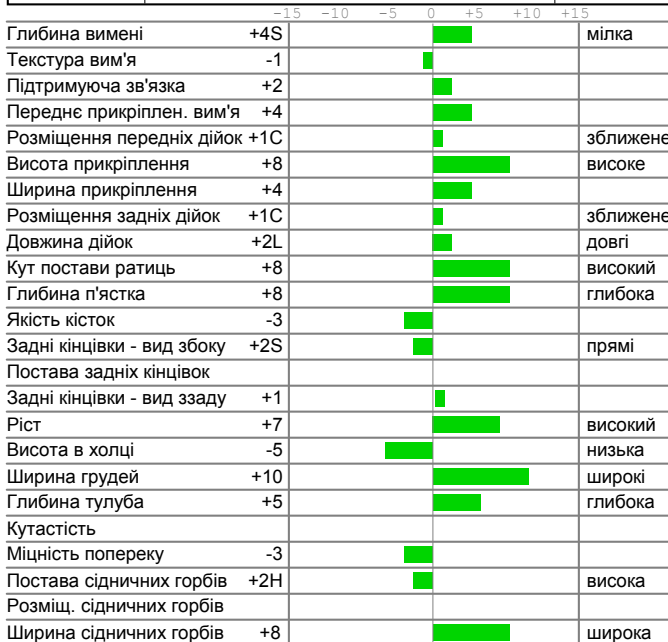 -15 -10 -5 0 +5 +10 +15
Глибина вимені +4S мілка
Текстура вим'я -1
Підтримуюча зв'язка +2
Переднє прикріплен. вим'я +4
Розміщення передніх дійок +1C зближене
Висота прикріплення +8 високе
Ширина прикріплення +4
Розміщення задніх дійок +1C зближене
Довжина дійок +2L довгі
Кут постави ратиць +8 високий
Глибина п'ястка +8 глибока
Якість кісток -3
Задні кінцівки - вид збоку +2S прямі
Постава задніх кінцівок
Задні кінцівки - вид ззаду +1
Ріст +7 високий
Висота в холці -5 низька
Ширина грудей +10 широкі
Глибина тулуба +5 глибока
Кутастість
Міцність попереку -3
Постава сідничних горбів +2H висока
Розміщ. сідничних горбів
Ширина сідничних горбів +8 широка